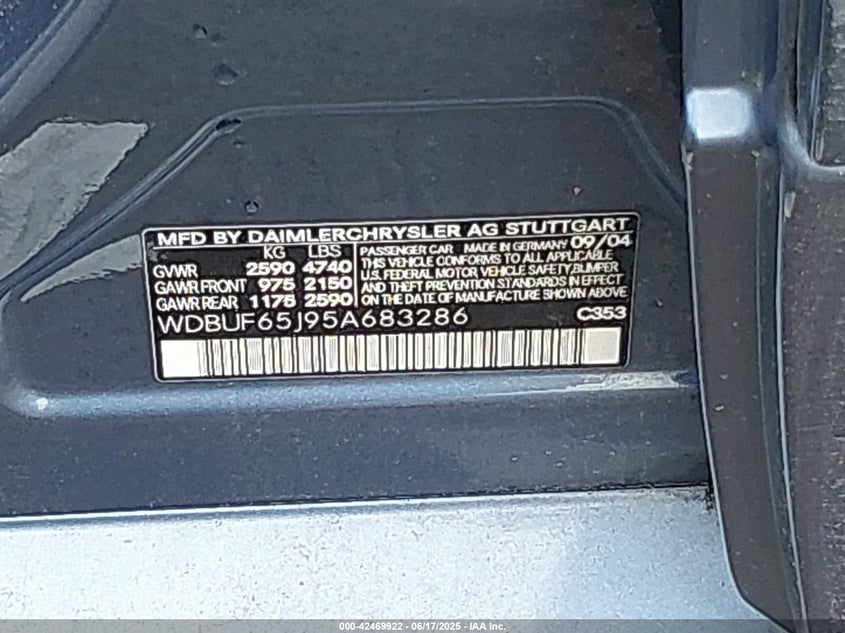 MFD BY DAIMLERCHRYSLER AG STUTTGART
KG LBS
GVWR 2590 4740
GAWR FRONT 975 2150
GAWR REAR 1175 2590
PASSENGER CAR MADE IN GERMANY 09/04
THIS VEHICLE CONFORMS TO ALL APPLICABLE
U.S. FEDERAL MOTOR VEHICLE SAFETY,BUMPER
AND THEFT PREVENTION STANDARDS IN EFFECT
ON THE DATE OF MANUFACTURE SHOWN ABOVE.
WDBUF65J95A683286 C353
000-42469922 - 06/17/2025 - IAA Inc.